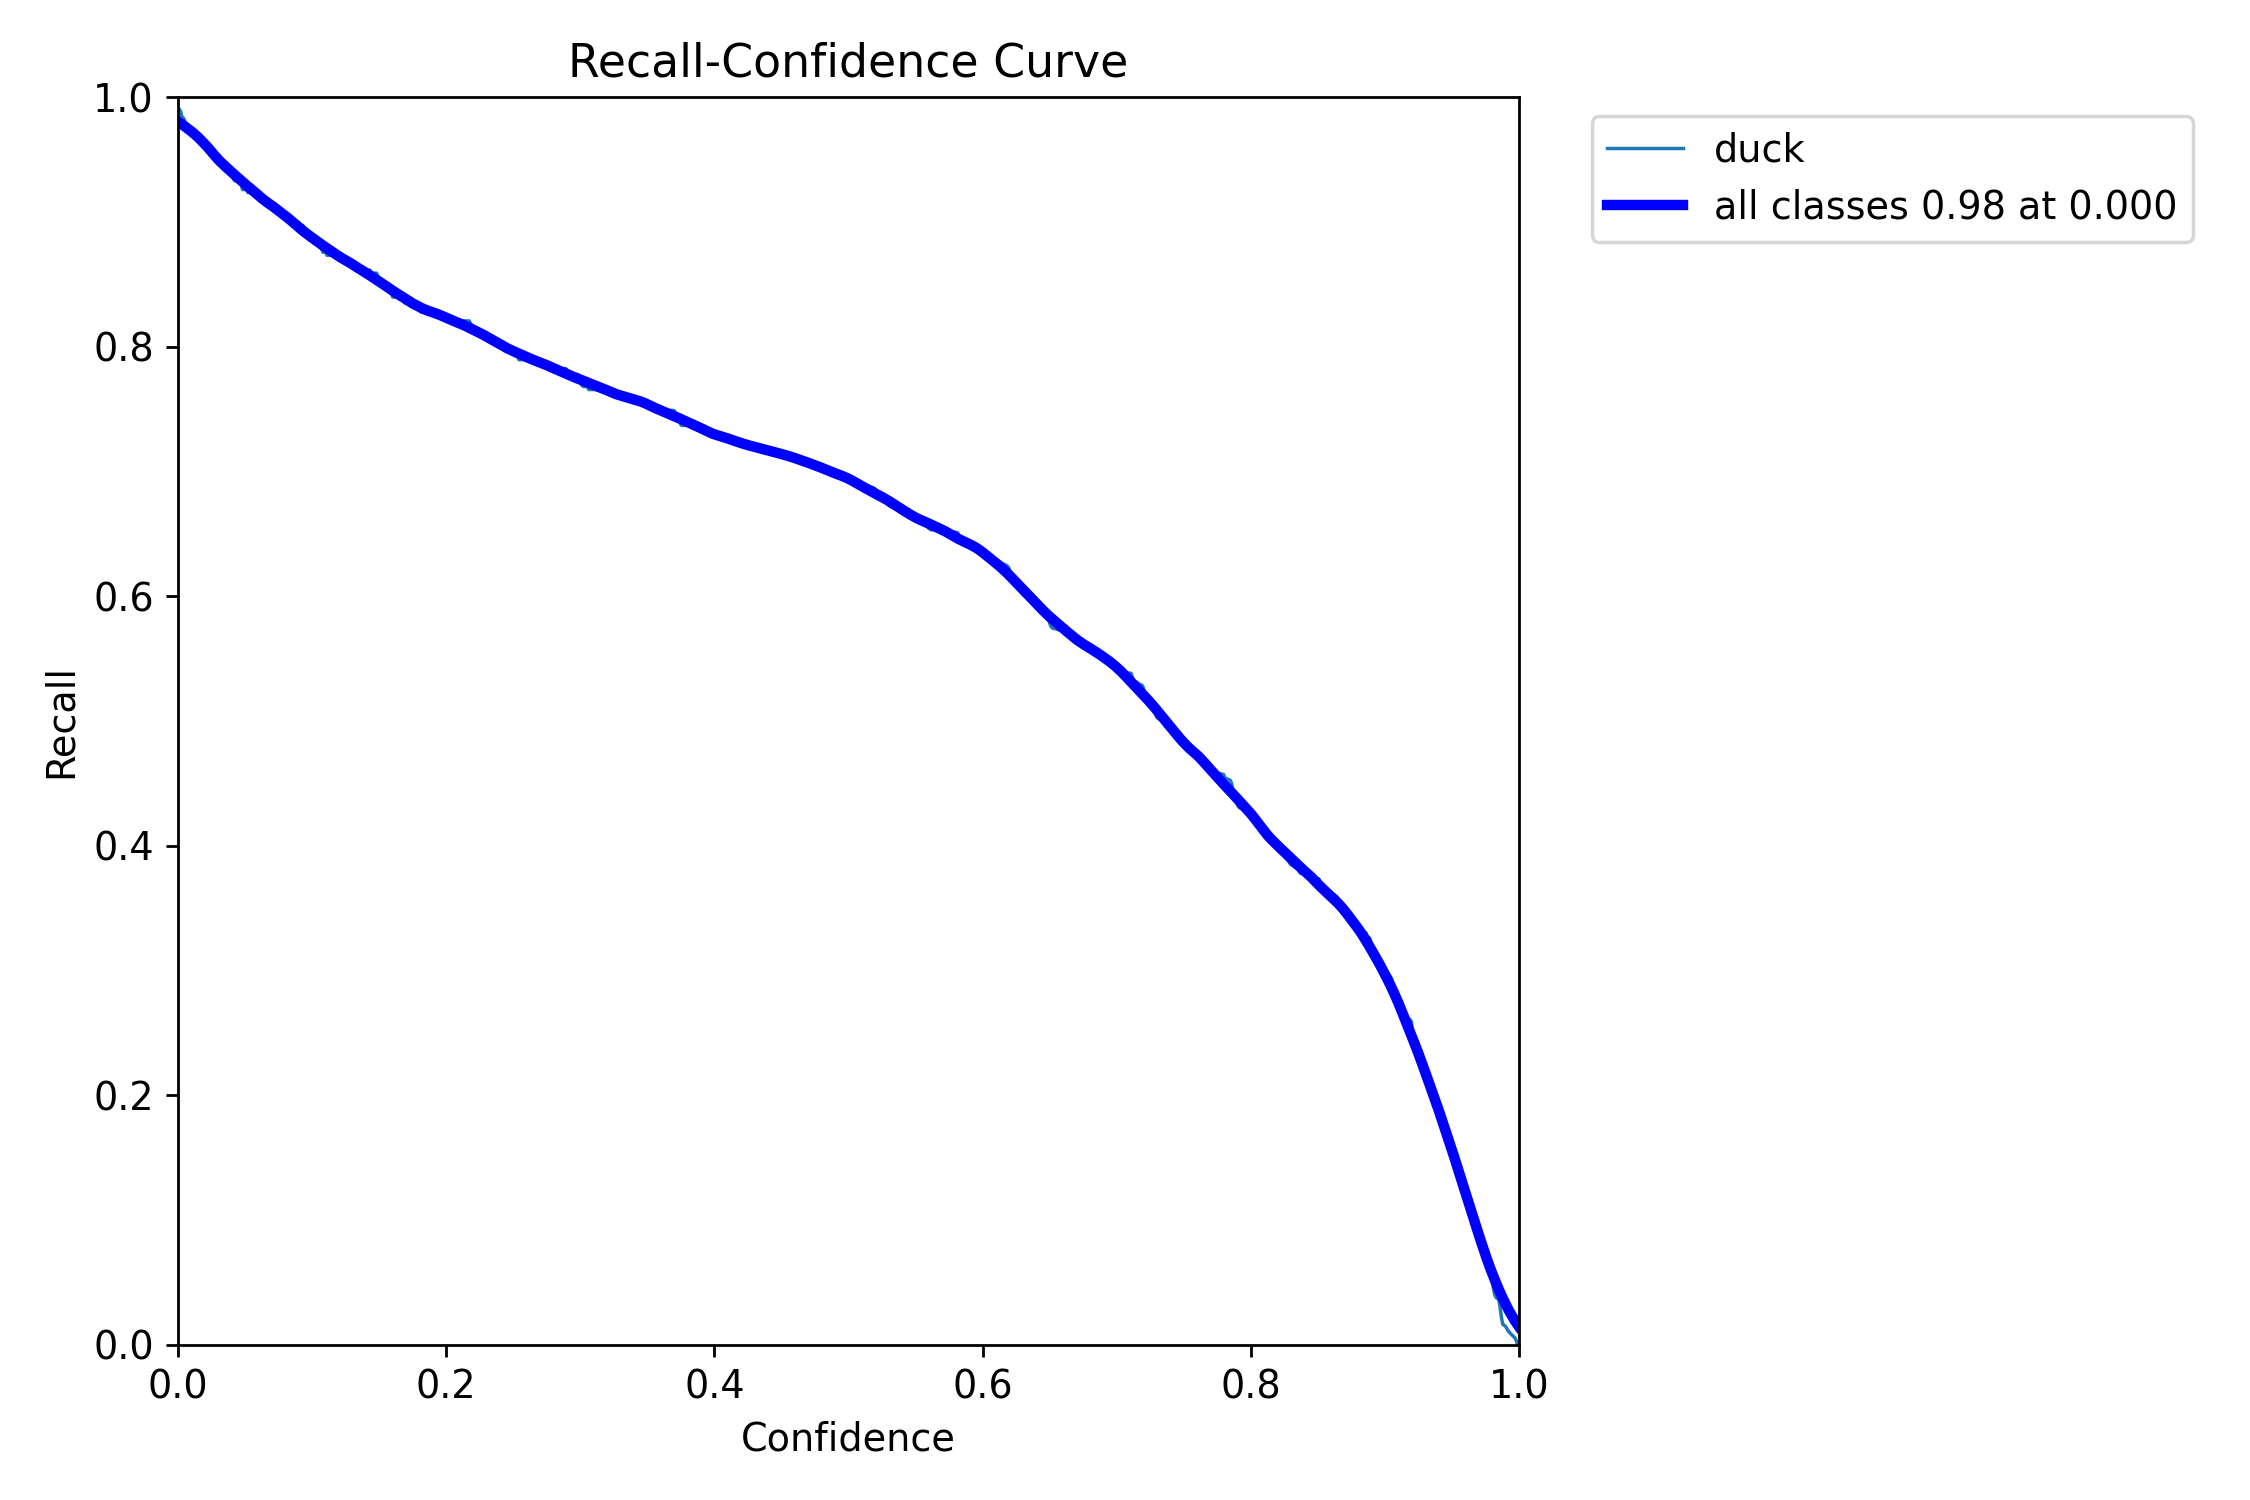 Recall-Confidence Curve
duck
all classes 0.98 at 0.000
1.0
0.8
0.6
0.4
0.2
0.0
Recall
0.0 0.2 0.4 0.6 0.8 1.0
Confidence